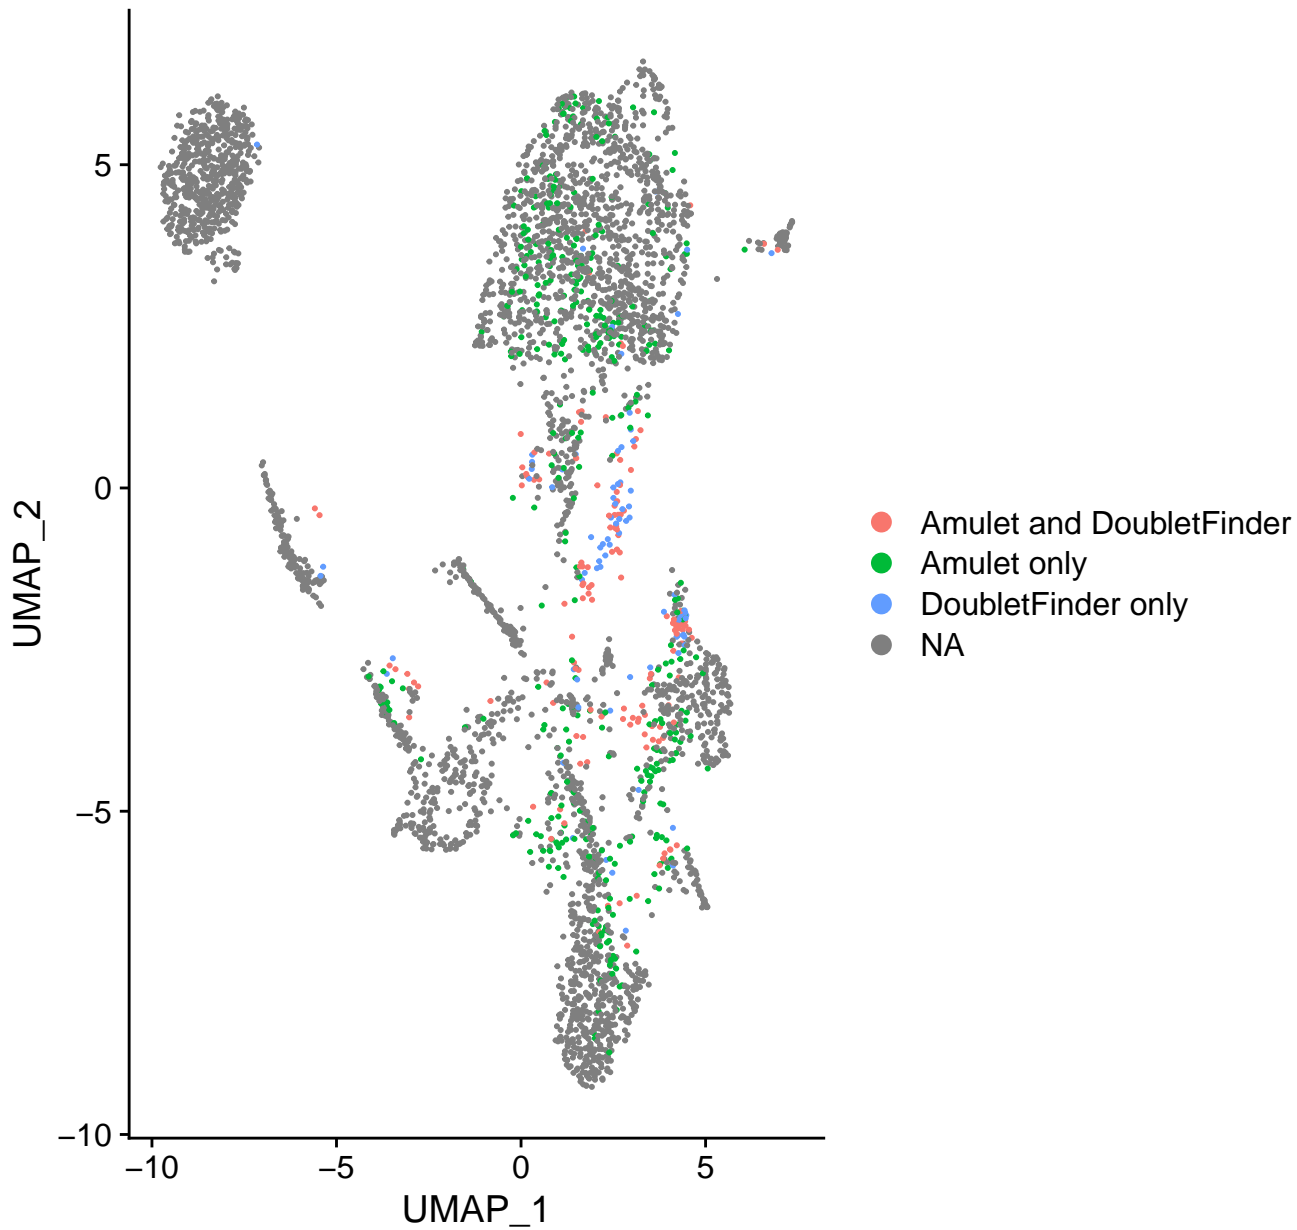 5
0
−5
−10
−10 −5 0 5
UMAP_1
UMAP_2
Amulet and DoubletFinder
Amulet only
DoubletFinder only
NA